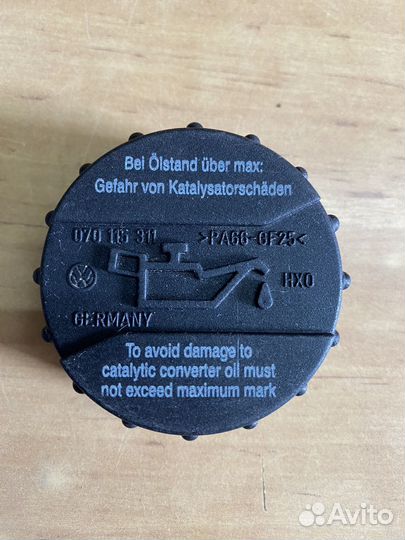 Bei Ölstand über max:
Gefahr von Katalysatorschäden
070 115 311 >PA66-GF25<
HXO
GERMANY
To avoid damage to
catalytic converter oil must
not exceed maximum mark
Avito